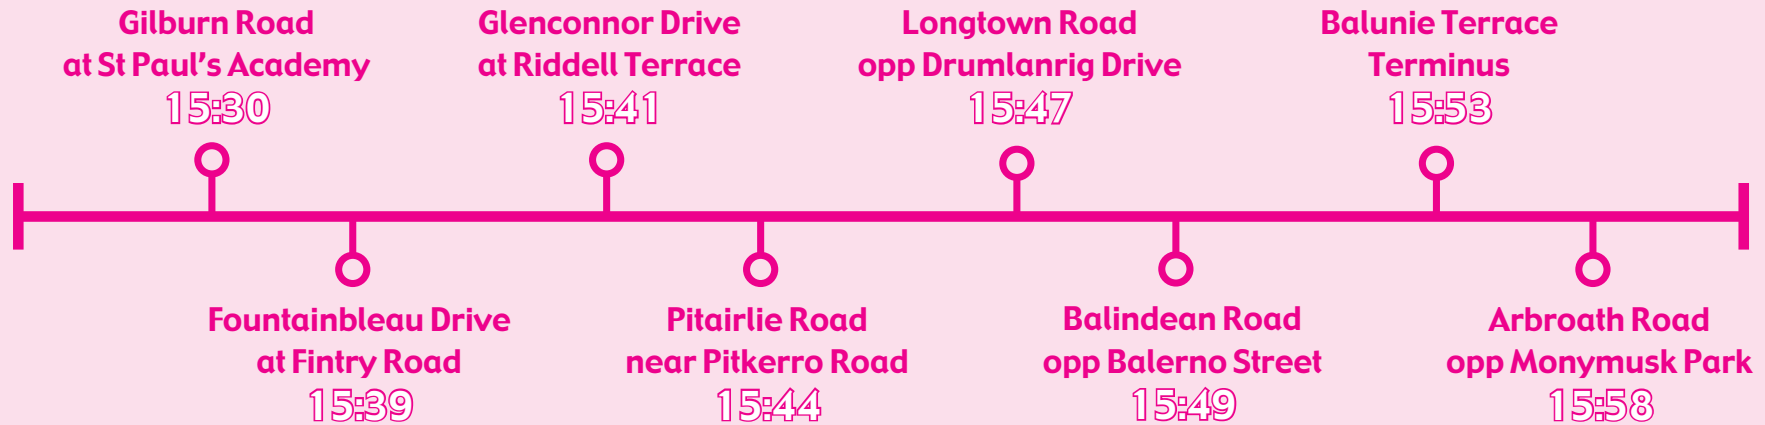 Gilburn Road
at St Paul's Academy
15:30
Fountainbleau Drive
at Fintry Road
15:39
Glenconnor Drive
at Riddell Terrace
15:41
Pitairlie Road
near Pitkerro Road
15:44
Longtown Road
opp Drumlanrig Drive
15:47
Balindean Road
opp Balerno Street
15:49
Balunie Terrace
Terminus
15:53
Arbroath Road
opp Monymusk Park
15:58